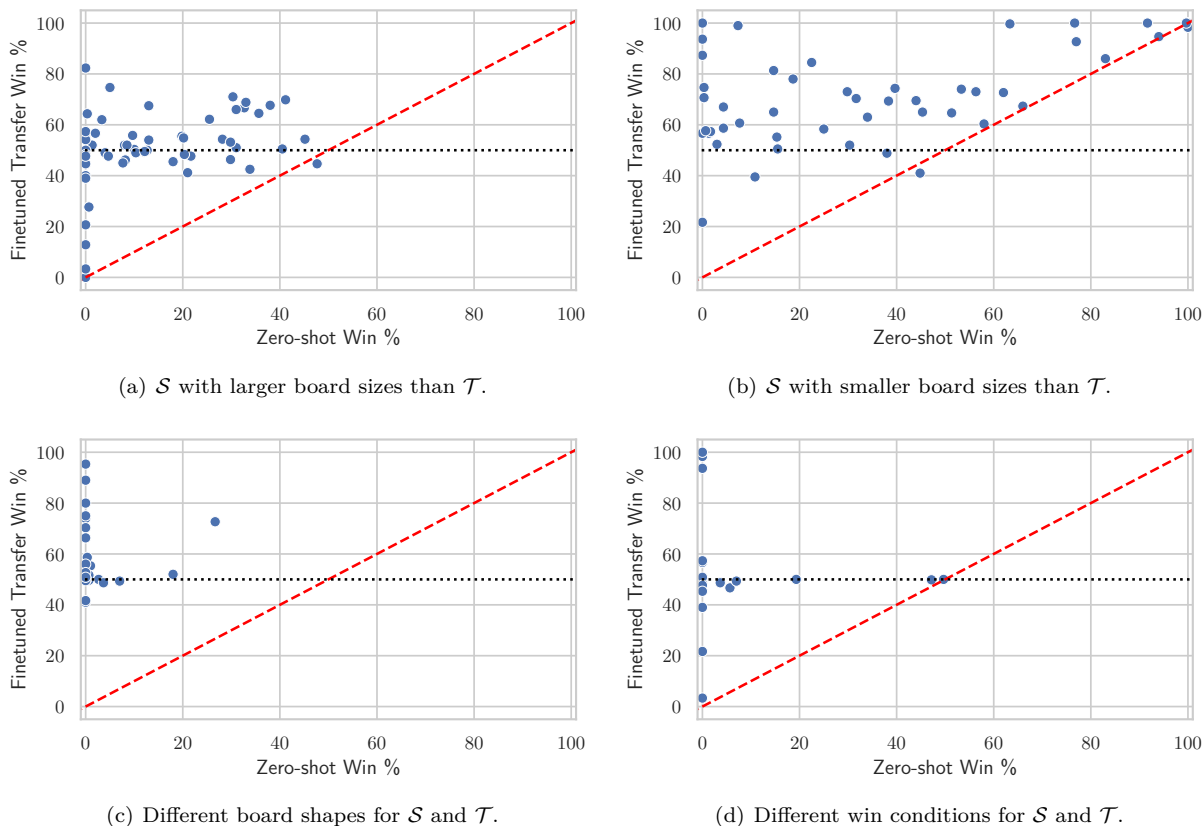 100
80
60
40
20
0
Finetuned Transfer Win %
0 20 40 60 80 100
Zero-shot Win %
(a) 𝒮 with larger board sizes than 𝒯.
100
80
60
40
20
0
Finetuned Transfer Win %
0 20 40 60 80 100
Zero-shot Win %
(b) 𝒮 with smaller board sizes than 𝒯.
100
80
60
40
20
0
Finetuned Transfer Win %
0 20 40 60 80 100
Zero-shot Win %
(c) Different board shapes for 𝒮 and 𝒯.
100
80
60
40
20
0
Finetuned Transfer Win %
0 20 40 60 80 100
Zero-shot Win %
(d) Different win conditions for 𝒮 and 𝒯.